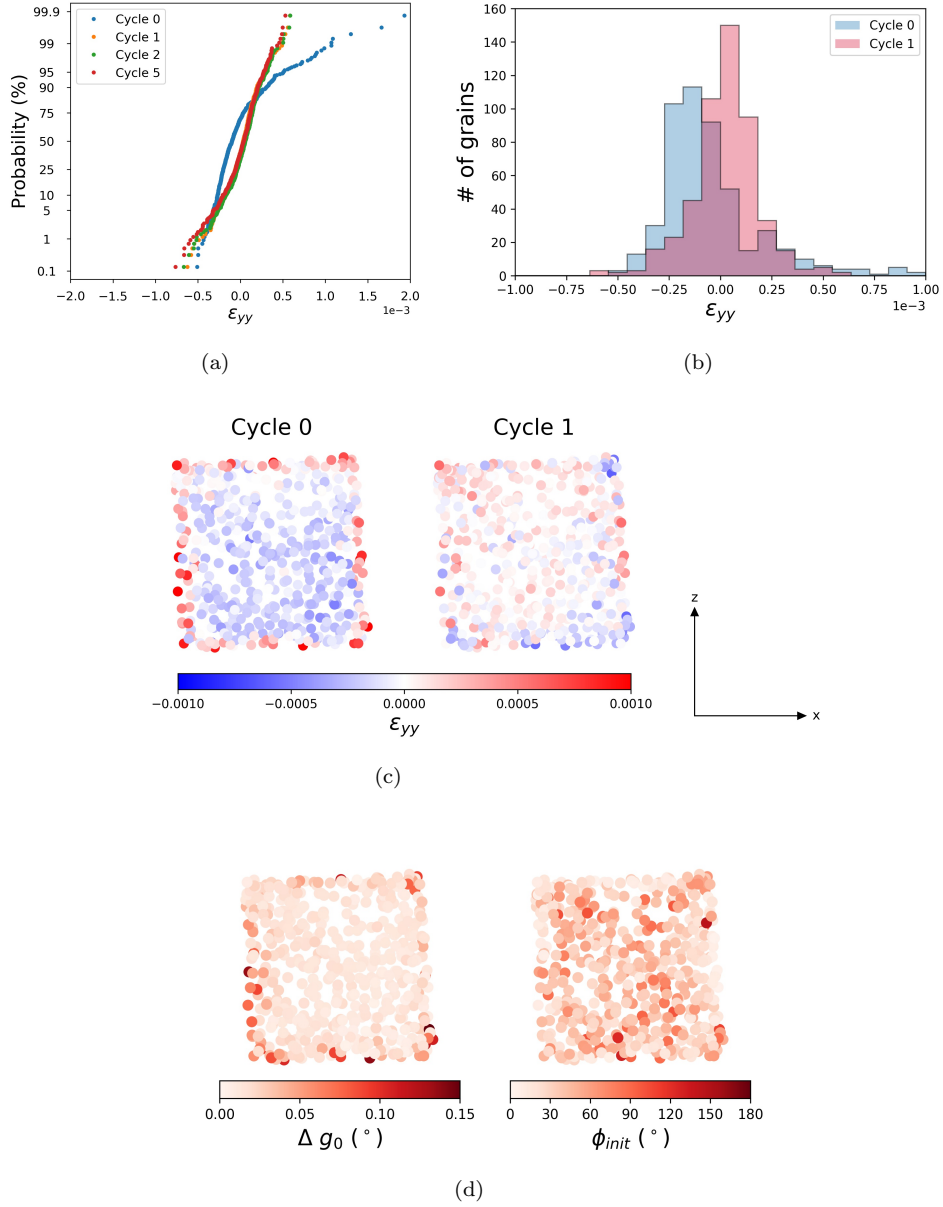 99.9
99
95
90
75
50
25
10
5
1
0.1
Probability (%)
Cycle 0
Cycle 1
Cycle 2
Cycle 5
−2.0 −1.5 −1.0 −0.5 0.0 0.5 1.0 1.5 2.0
1e−3
εyy
(a)
160
140
120
100
80
60
40
20
0
# of grains
Cycle 0
Cycle 1
−1.00 −0.75 −0.50 −0.25 0.00 0.25 0.50 0.75 1.00
1e−3
εyy
(b)
Cycle 0 Cycle 1
z
x
−0.0010 −0.0005 0.0000 0.0005 0.0010
εyy
(c)
0.00 0.05 0.10 0.15
Δ g0 (°)
0 30 60 90 120 150 180
ϕinit (°)
(d)